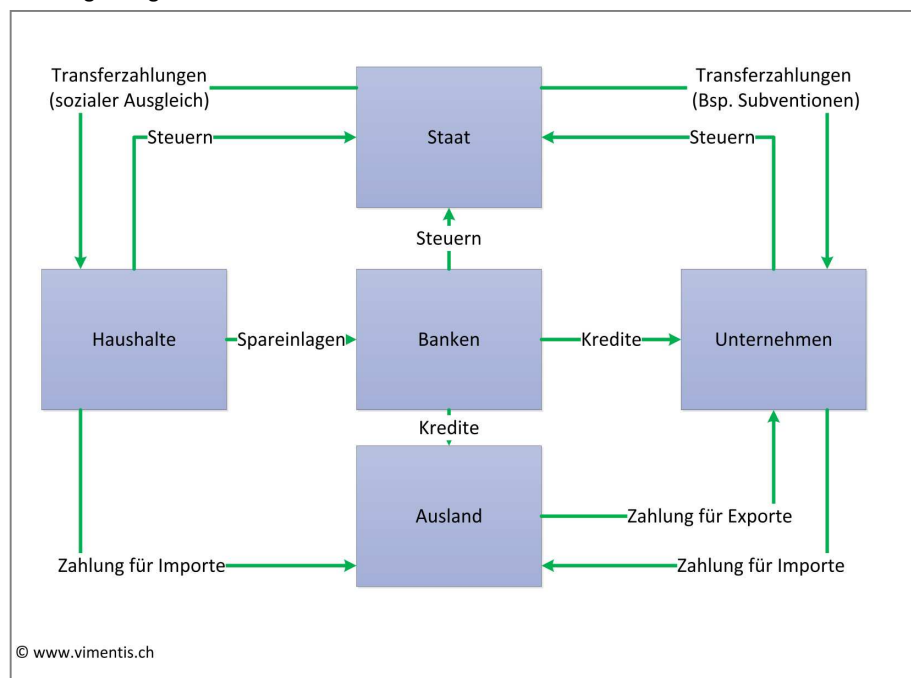 Transferzahlungen
(sozialer Ausgleich)
Transferzahlungen
(Bsp. Subventionen)
Steuern
Staat
Steuern
Steuern
Haushalte
Spareinlagen
Banken
Kredite
Unternehmen
Kredite
Ausland
Zahlung für Exporte
Zahlung für Importe
Zahlung für Importe
© www.vimentis.ch